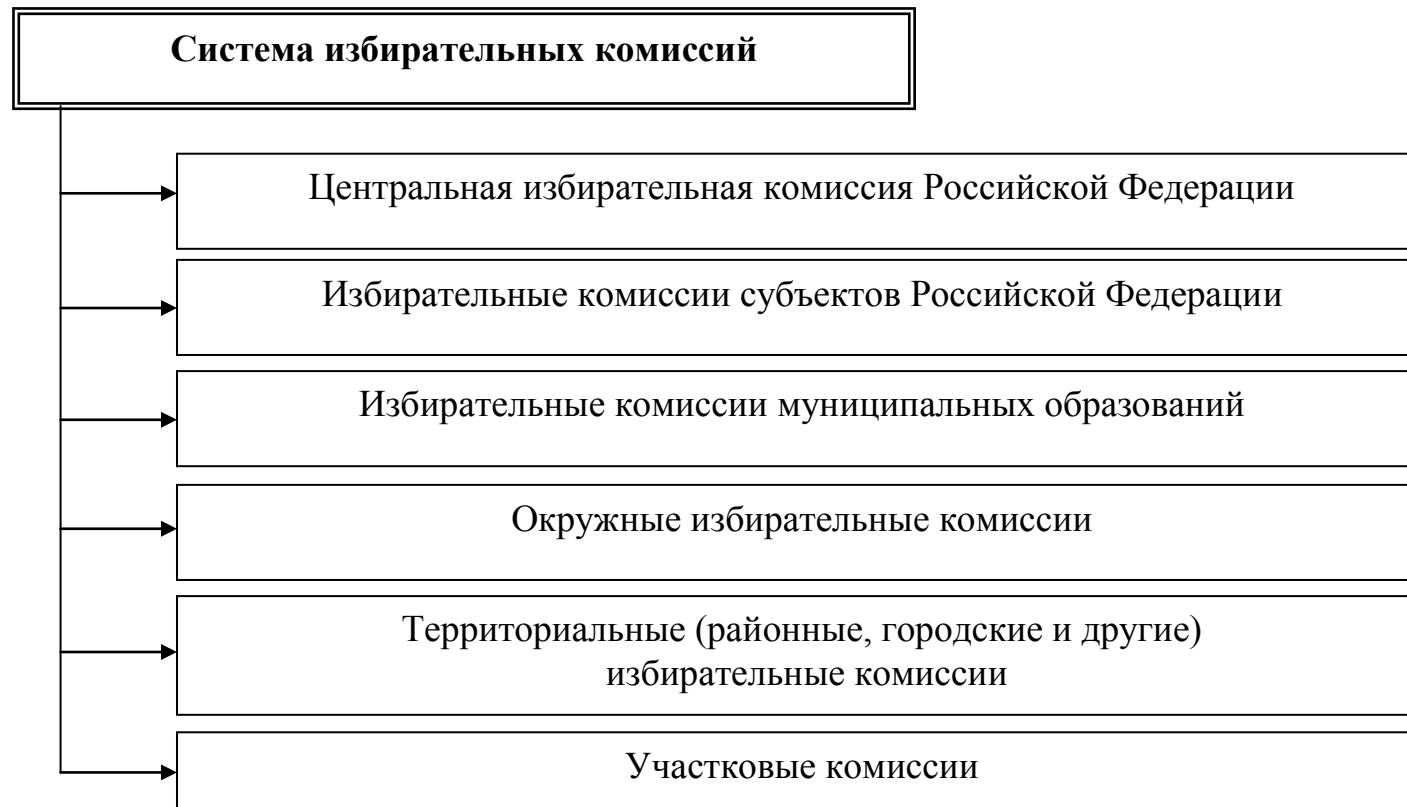 Система избирательных комиссий
Центральная избирательная комиссия Российской Федерации
Избирательные комиссии субъектов Российской Федерации
Избирательные комиссии муниципальных образований
Окружные избирательные комиссии
Территориальные (районные, городские и другие)
избирательные комиссии
Участковые комиссии